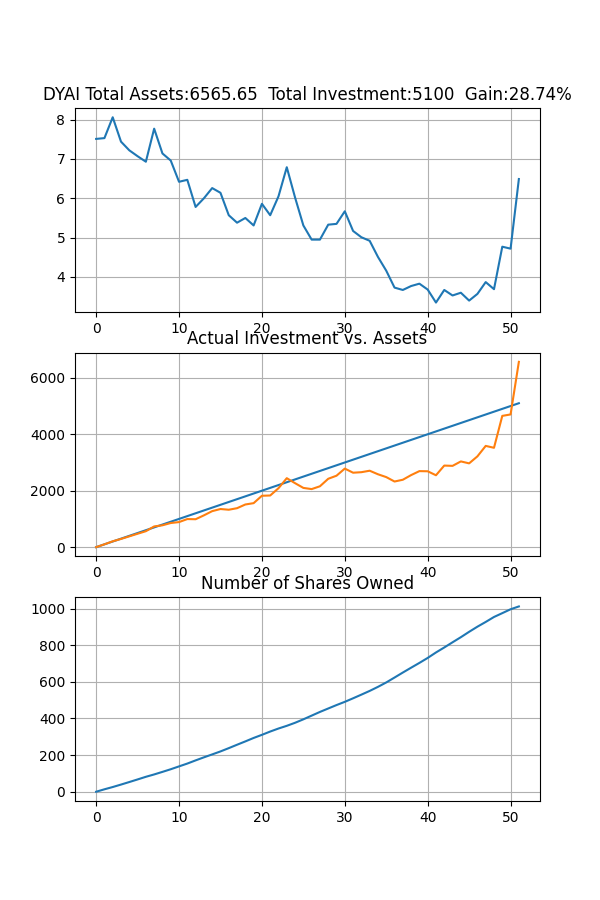 DYAI Total Assets:6565.65  Total Investment:5100  Gain:28.74%
8
7
6
5
4
0 10 20 30 40 50
Actual Investment vs. Assets
6000
4000
2000
0
0 10 20 30 40 50
Number of Shares Owned
1000
800
600
400
200
0
0 10 20 30 40 50